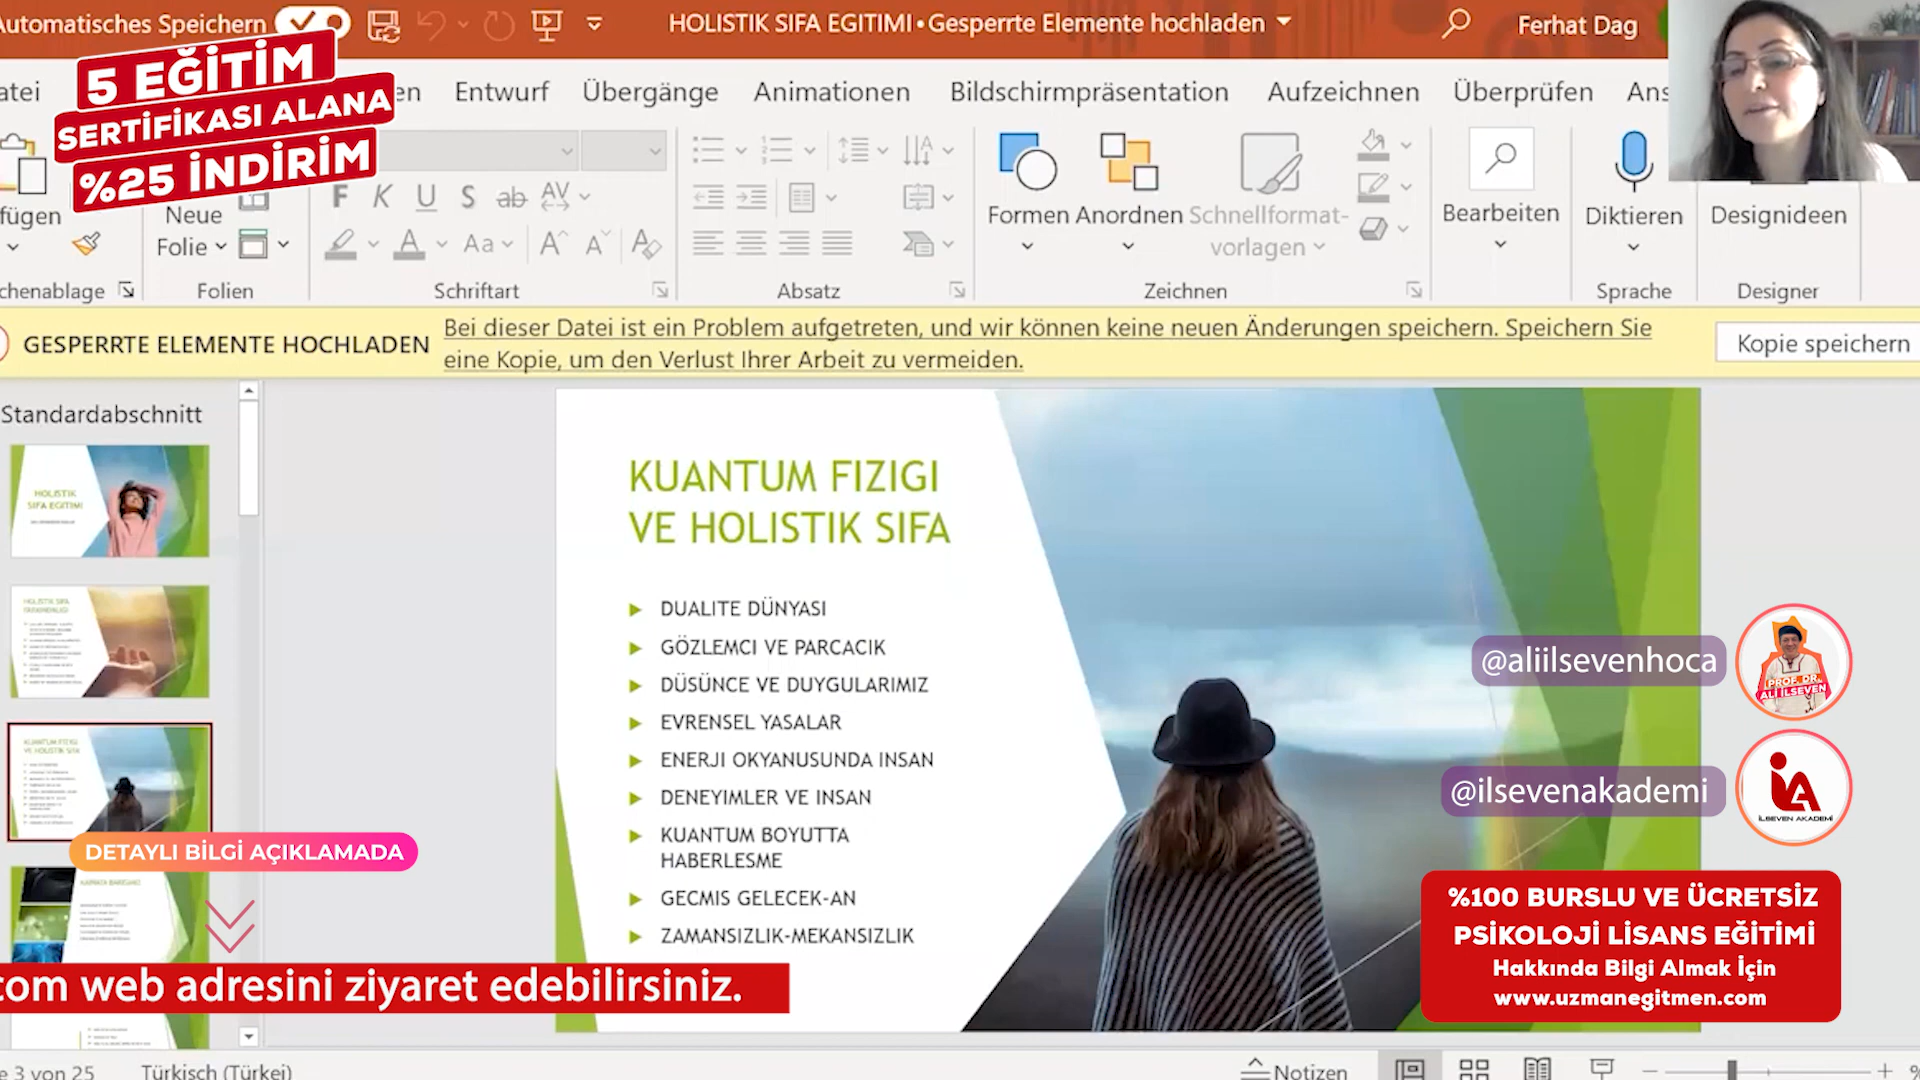 Automatisches Speichern
HOLISTIK SIFA EGITIMI • Gesperrte Elemente hochladen
Ferhat Dag
5 EĞİTİM
SERTİFİKASI ALANA
%25 İNDİRİM
atei
en
Entwurf
Übergänge
Animationen
Bildschirmpräsentation
Aufzeichnen
Überprüfen
Ans
fügen
Neue
Folie
F K U S ab AV
A Aa A A A
Formen
Anordnen
Schnellformat-
vorlagen
Bearbeiten
Diktieren
Designideen
chenablage
Folien
Schriftart
Absatz
Zeichnen
Sprache
Designer
GESPERRTE ELEMENTE HOCHLADEN
Bei dieser Datei ist ein Problem aufgetreten, und wir können keine neuen Änderungen speichern. Speichern Sie
eine Kopie, um den Verlust Ihrer Arbeit zu vermeiden.
Kopie speichern
Standardabschnitt
HOLISTIK
SIFA EGITIMI
KUANTUM FIZIGI
VE HOLISTIK SIFA
KUANTUM FIZIGI
VE HOLISTIK SIFA
DUALITE DÜNYASI
GÖZLEMCI VE PARCACIK
DÜSÜNCE VE DUYGULARIMIZ
EVRENSEL YASALAR
ENERJI OKYANUSUNDA INSAN
DENEYIMLER VE INSAN
KUANTUM BOYUTTA
HABERLESME
GECMIS GELECEK-AN
ZAMANSIZLIK-MEKANSIZLIK
@aliilsevenhoca
PROF. DR.
ALİ İLSEVEN
@ilsevenakademi
İLSEVEN AKADEMİ
DETAYLI BİLGİ AÇIKLAMADA
com web adresini ziyaret edebilirsiniz.
%100 BURSLU VE ÜCRETSİZ
PSİKOLOJİ LİSANS EĞİTİMİ
Hakkında Bilgi Almak İçin
www.uzmanegitmen.com
e 3 von 25
Türkisch (Türkei)
Notizen